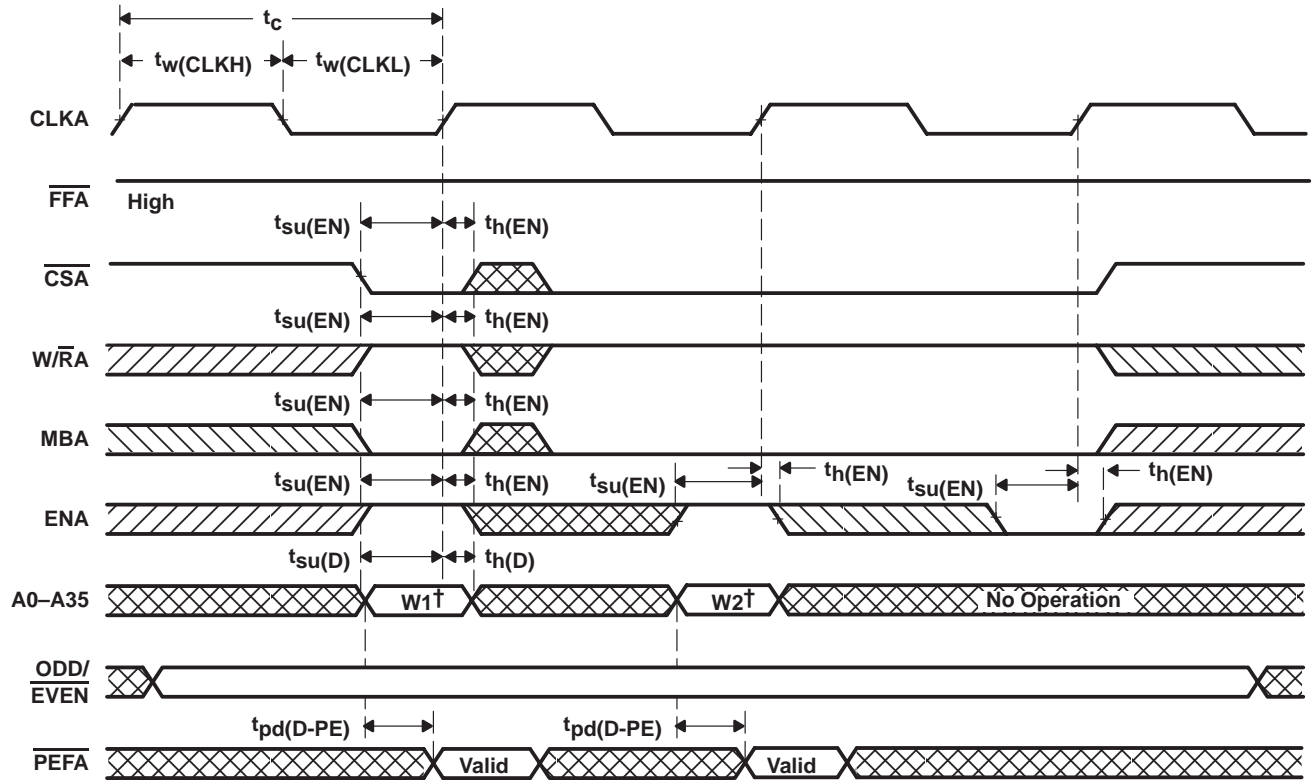 tc
tw(CLKH) tw(CLKL)
CLKA
FFA High
tsu(EN) th(EN)
CSA
tsu(EN) th(EN)
W/RA
tsu(EN) th(EN)
MBA
tsu(EN) th(EN) tsu(EN) th(EN) tsu(EN) th(EN)
ENA
tsu(D) th(D)
A0–A35 W1† W2† No Operation
ODD/
EVEN
tpd(D-PE) tpd(D-PE)
PEFA Valid Valid